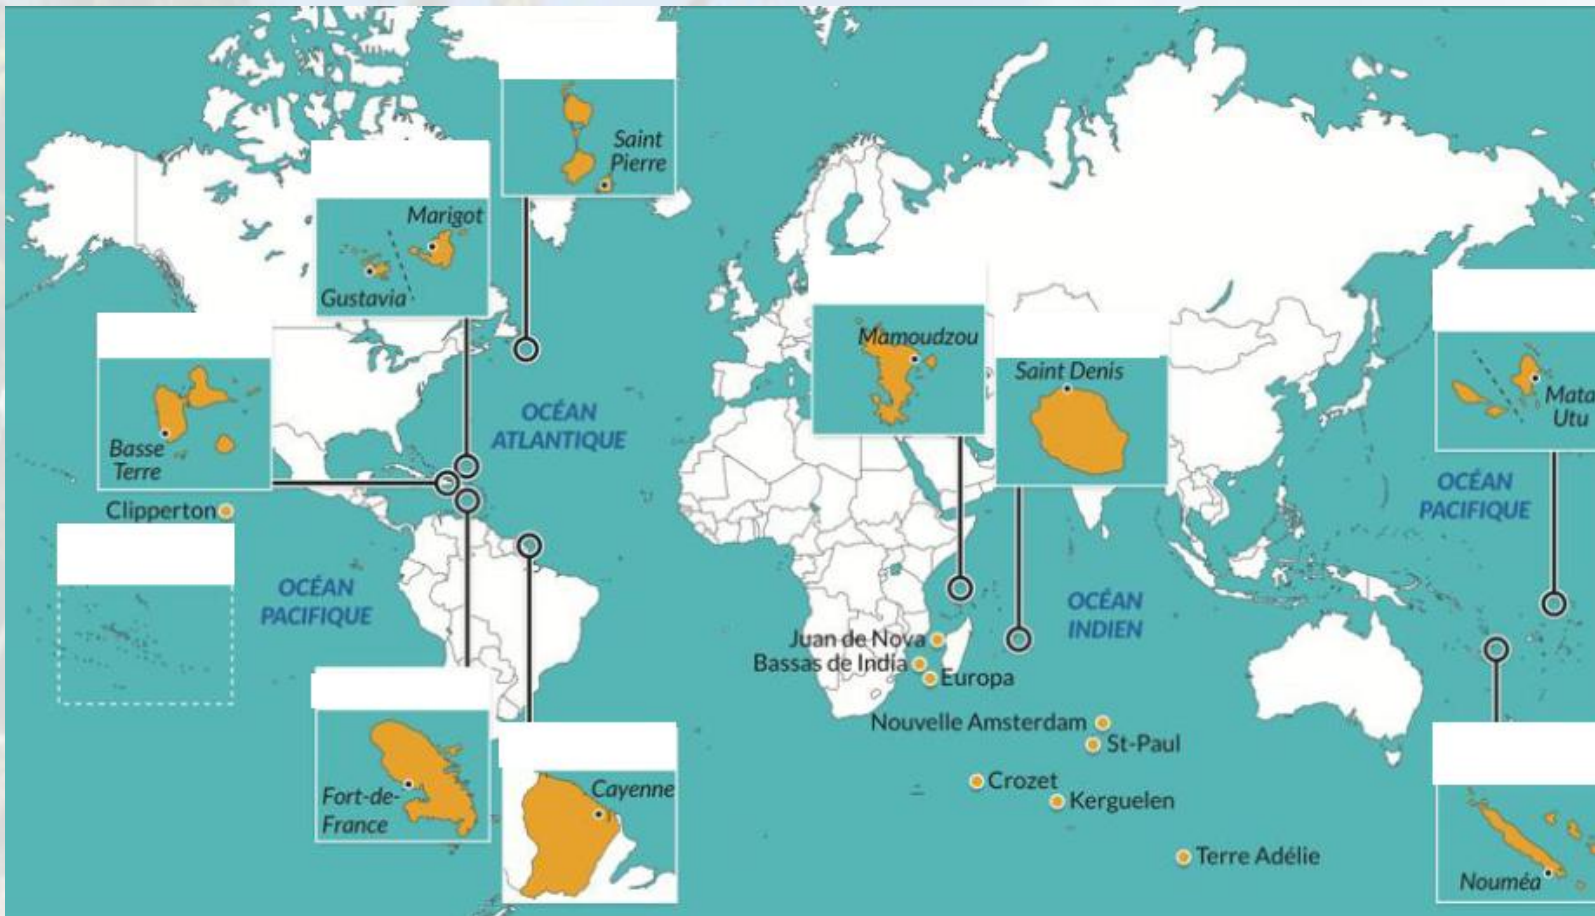 Saint
Pierre
Marigot
Gustavia
Mamoudzou
Saint Denis
Mata
Utu
OCÉAN
ATLANTIQUE
Basse
Terre
OCÉAN
PACIFIQUE
Clipperton
OCÉAN
PACIFIQUE
OCÉAN
INDIEN
Juan de Nova
Bassas de India
Europa
Nouvelle Amsterdam
St-Paul
Crozet
Kerguelen
Fort-de-
France
Cayenne
Terre Adélie
Nouméa